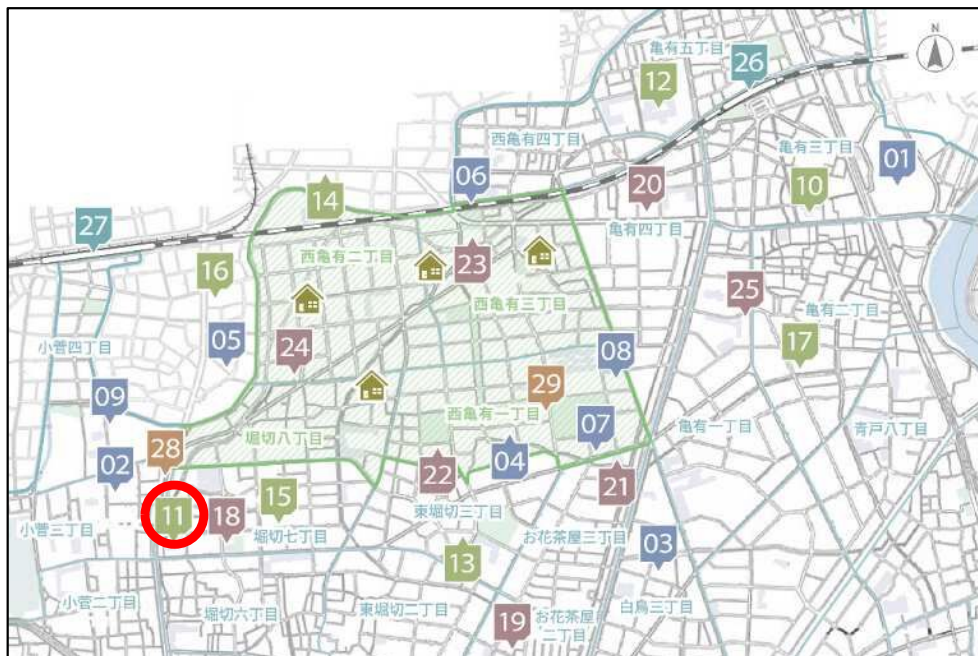 N
亀有五丁目
26
12
西亀有四丁目
亀有三丁目
01
06
20
10
14
27
西亀有二丁目
亀有四丁目
23
16
25
西亀有三丁目
亀有二丁目
小菅四丁目
05
24
08
17
29
09
西亀有一丁目
07
堀切八丁目
亀有一丁目
青戸八丁目
28
02
22
04
21
15
11
18
東堀切三丁目
小菅三丁目
堀切七丁目
お花茶屋三丁目
03
13
小菅二丁目
堀切六丁目
東堀切二丁目
白鳥三丁目
19
お花茶屋
二丁目